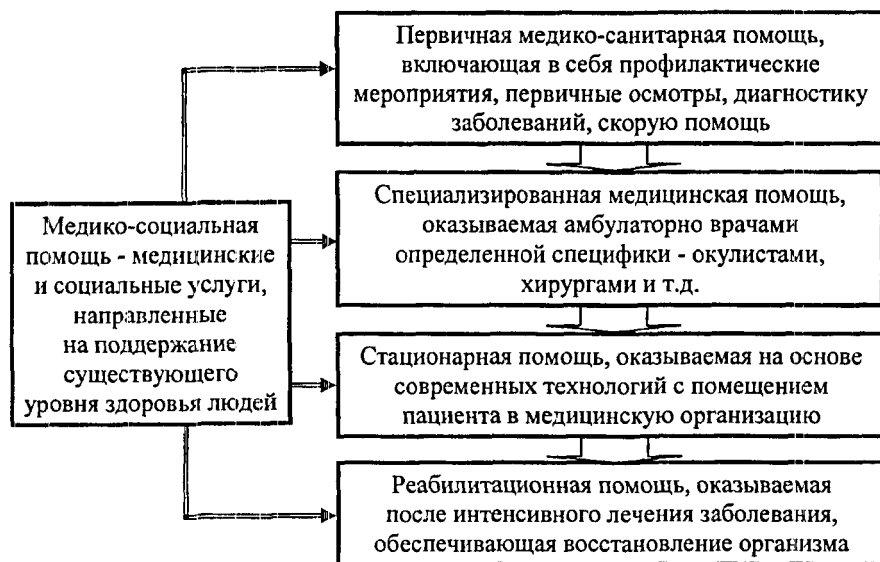 Первичная медико-санитарная помощь,
включающая в себя профилактические
мероприятия, первичные осмотры, диагностику
заболеваний, скорую помощь
Специализированная медицинская помощь,
оказываемая амбулаторно врачами
определенной специфики - окулистами,
хирургами и т.д.
Медико-социальная
помощь - медицинские
и социальные услуги,
направленные
на поддержание
существующего
уровня здоровья людей
Стационарная помощь, оказываемая на основе
современных технологий с помещением
пациента в медицинскую организацию
Реабилитационная помощь, оказываемая
после интенсивного лечения заболевания,
обеспечивающая восстановление организма